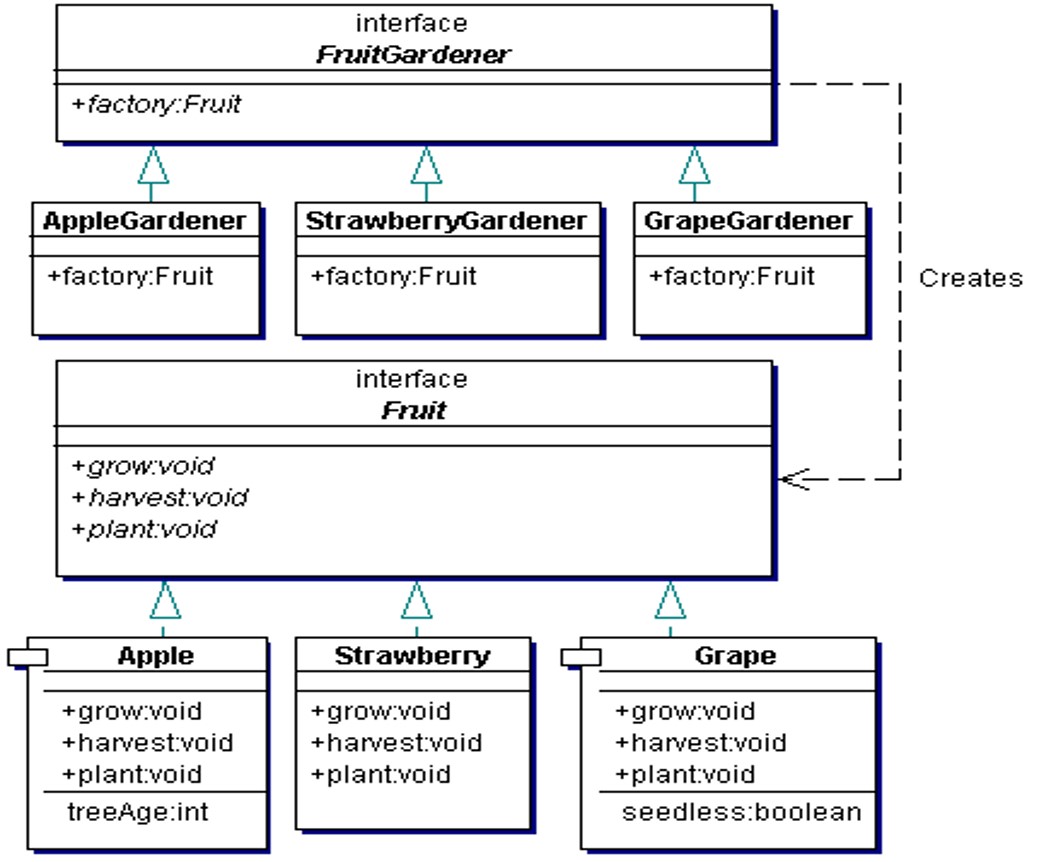 interface
FruitGardener
+factory:Fruit
AppleGardener
+factory:Fruit
StrawberryGardener
+factory:Fruit
GrapeGardener
+factory:Fruit
Creates
interface
Fruit
+grow:void
+harvest:void
+plant:void
Apple
+grow:void
+harvest:void
+plant:void
treeAge:int
Strawberry
+grow:void
+harvest:void
+plant:void
Grape
+grow:void
+harvest:void
+plant:void
seedless:boolean